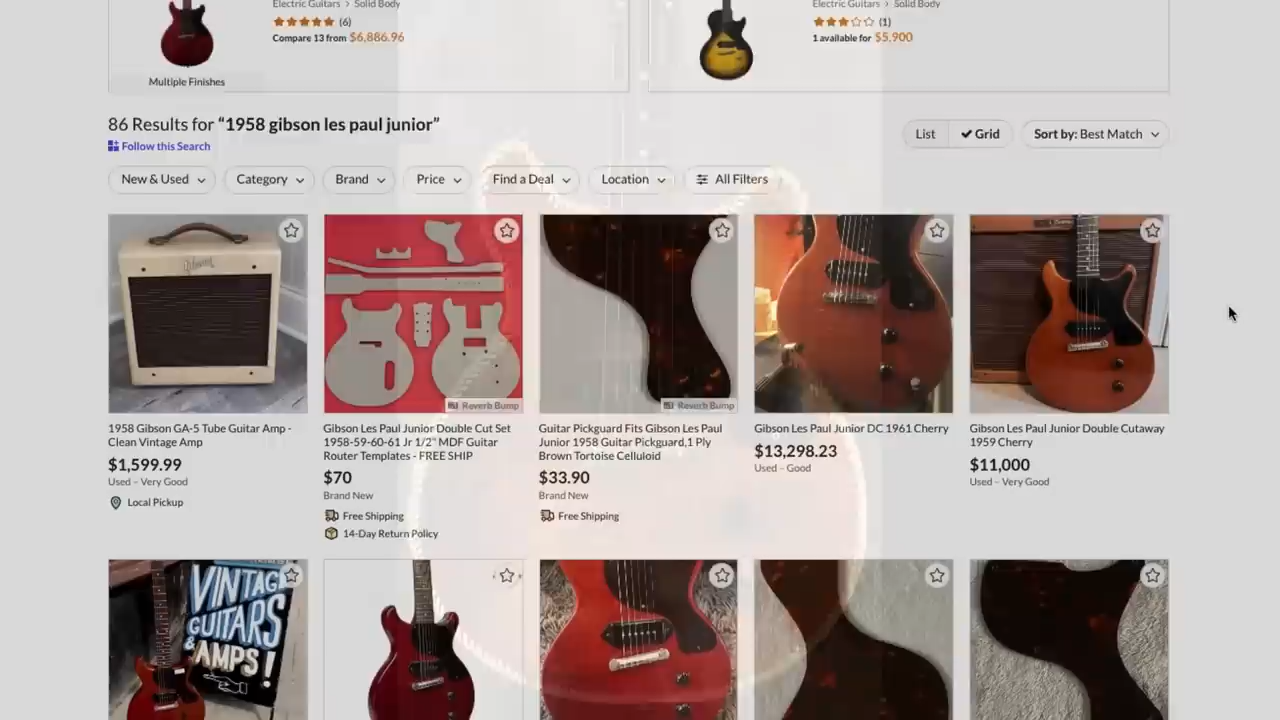 Electric Guitars > Solid Body
(6)
Compare 13 from $6,886.96
Multiple Finishes
Electric Guitars > Solid Body
(1)
1 available for $5,900
86 Results for “1958 gibson les paul junior”
Follow this Search
List
Grid
Sort by: Best Match
New & Used
Category
Brand
Price
Find a Deal
Location
All Filters
Gibson
Reverb Bump
Reverb Bump
1958 Gibson GA-5 Tube Guitar Amp -
Clean Vintage Amp
$1,599.99
Used – Very Good
Local Pickup
Gibson Les Paul Junior Double Cut Set
1958-59-60-61 Jr 1/2" MDF Guitar
Router Templates - FREE SHIP
$70
Brand New
Free Shipping
14-Day Return Policy
Guitar Pickguard Fits Gibson Les Paul
Junior 1958 Guitar Pickguard,1 Ply
Brown Tortoise Celluloid
$33.90
Brand New
Free Shipping
Gibson Les Paul Junior DC 1961 Cherry
$13,298.23
Used – Good
Gibson Les Paul Junior Double Cutaway
1959 Cherry
$11,000
Used – Very Good
VINTAGE
GUITARS
& AMPS!